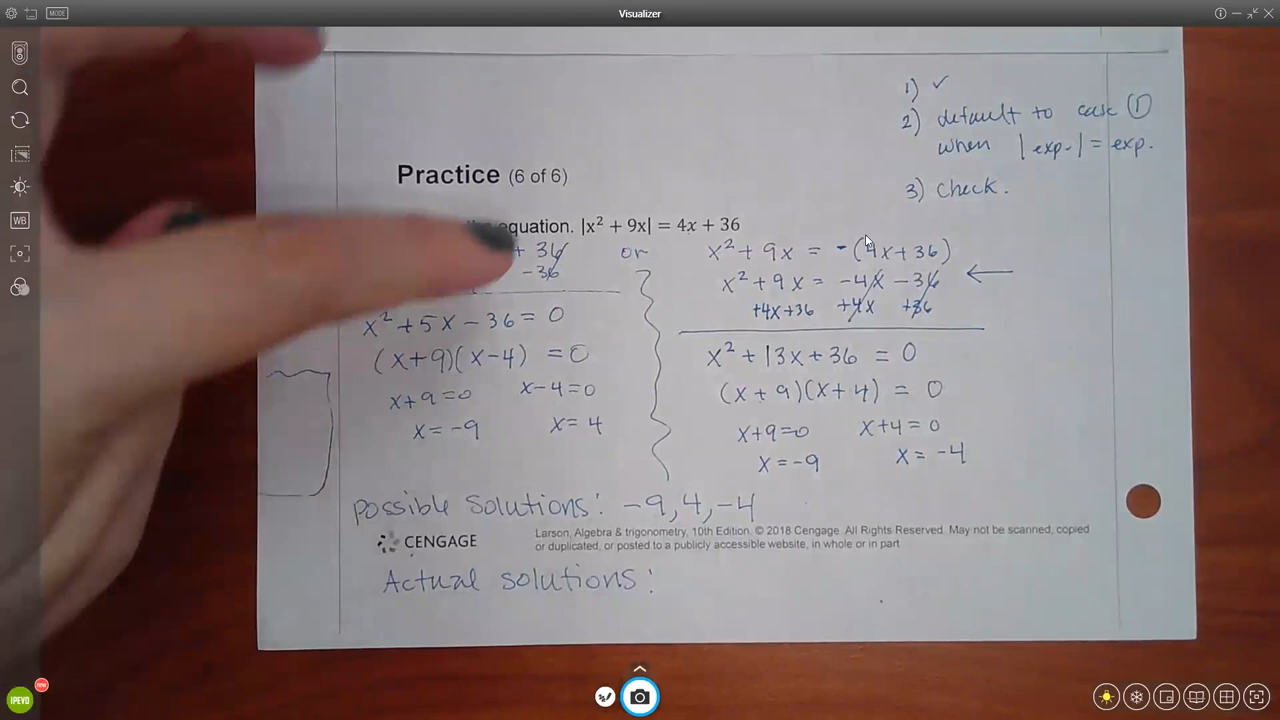 MODE
Visualizer
1) ✓
2) default to case ①
when | exp. | = exp.
3) check.
Practice (6 of 6)
equation. |x² + 9x| = 4x + 36
+ 36 or x² + 9x = -(4x+36)
-36 x² + 9x = -4x - 36
+4x+36 +4x +36
x² + 5x - 36 = 0
x² + 13x + 36 = 0
(x+9)(x-4) = 0
(x+9)(x+4) = 0
x+9=0 x-4=0
x+9=0 x+4=0
x=-9 x=4
x=-9 x=-4
possible solutions: -9, 4, -4
CENGAGE
Larson, Algebra & trigonometry, 10th Edition. © 2018 Cengage. All Rights Reserved. May not be scanned, copied
or duplicated, or posted to a publicly accessible website, in whole or in part
Actual solutions:
WB
new
IPEVO